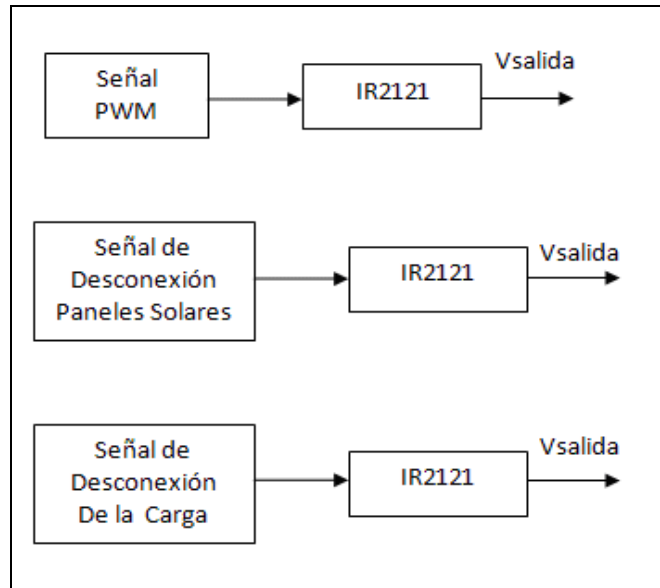 Señal
PWM
IR2121
Vsalida
Señal de
Desconexión
Paneles Solares
IR2121
Vsalida
Señal de
Desconexión
De la Carga
IR2121
Vsalida